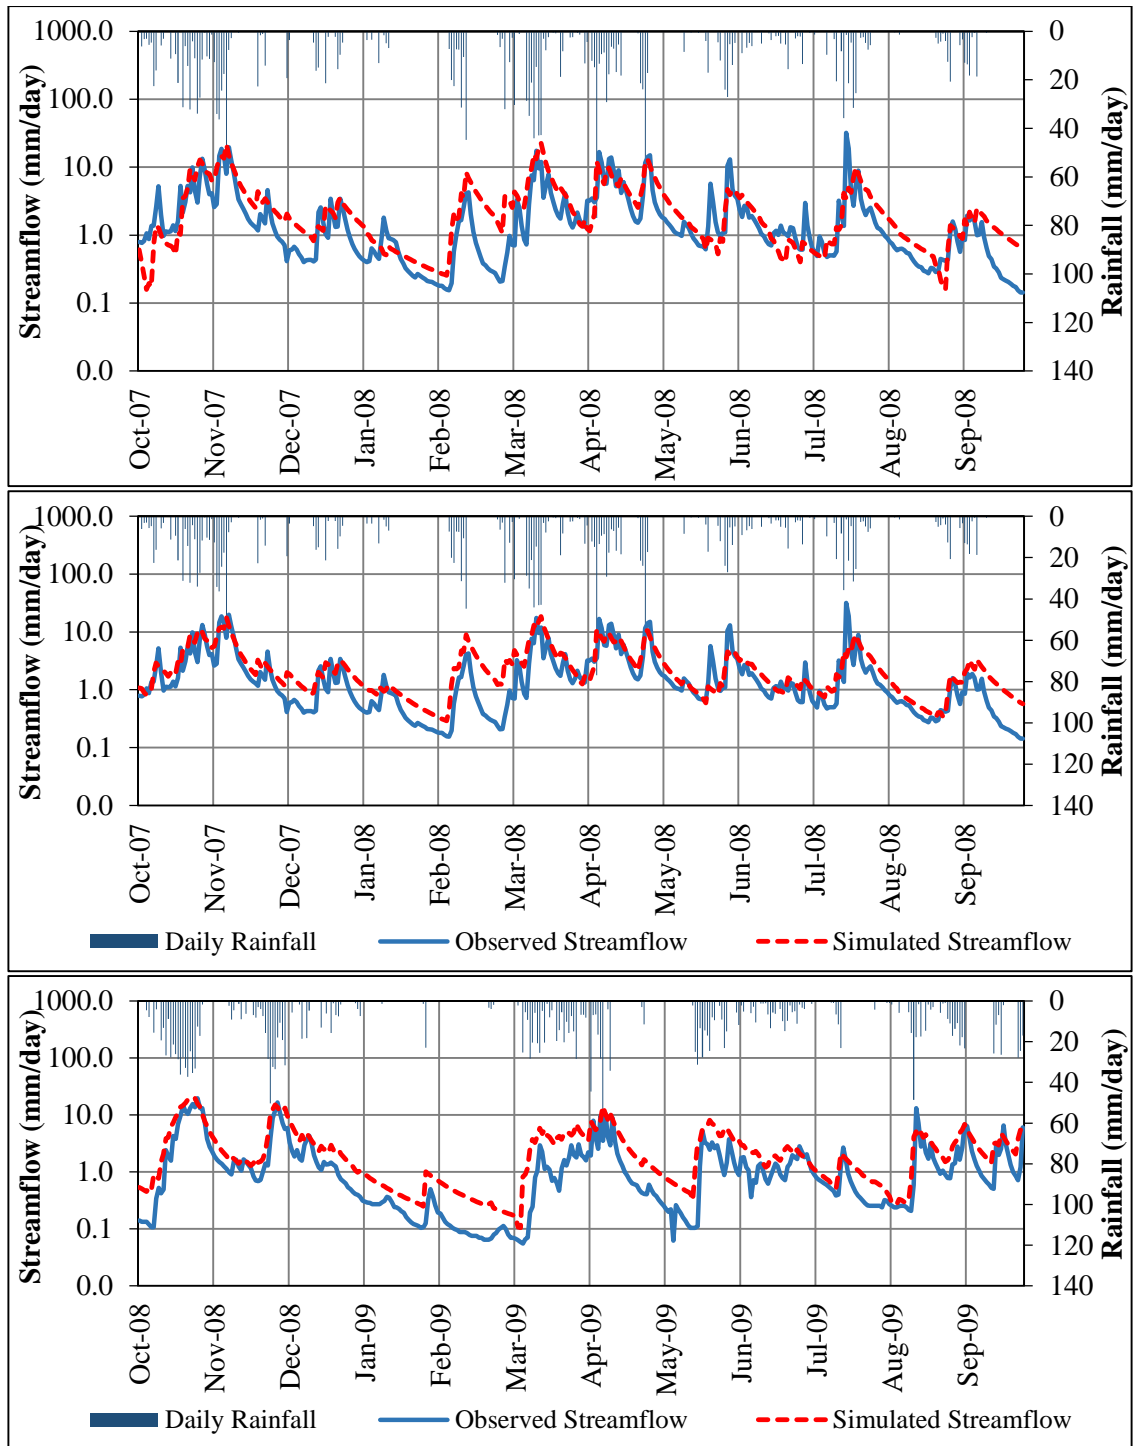 Streamflow (mm/day)
1000.0
100.0
10.0
1.0
0.1
0.0
0
20
40
60
80
100
120
140
Rainfall (mm/day)
Oct-07
Nov-07
Dec-07
Jan-08
Feb-08
Mar-08
Apr-08
May-08
Jun-08
Jul-08
Aug-08
Sep-08
Streamflow (mm/day)
1000.0
100.0
10.0
1.0
0.1
0.0
0
20
40
60
80
100
120
140
Rainfall (mm/day)
Oct-07
Nov-07
Dec-07
Jan-08
Feb-08
Mar-08
Apr-08
May-08
Jun-08
Jul-08
Aug-08
Sep-08
Daily Rainfall Observed Streamflow Simulated Streamflow
Streamflow (mm/day)
1000.0
100.0
10.0
1.0
0.1
0.0
0
20
40
60
80
100
120
140
Rainfall (mm/day)
Oct-08
Nov-08
Dec-08
Jan-09
Feb-09
Mar-09
Apr-09
May-09
Jun-09
Jul-09
Aug-09
Sep-09
Daily Rainfall Observed Streamflow Simulated Streamflow